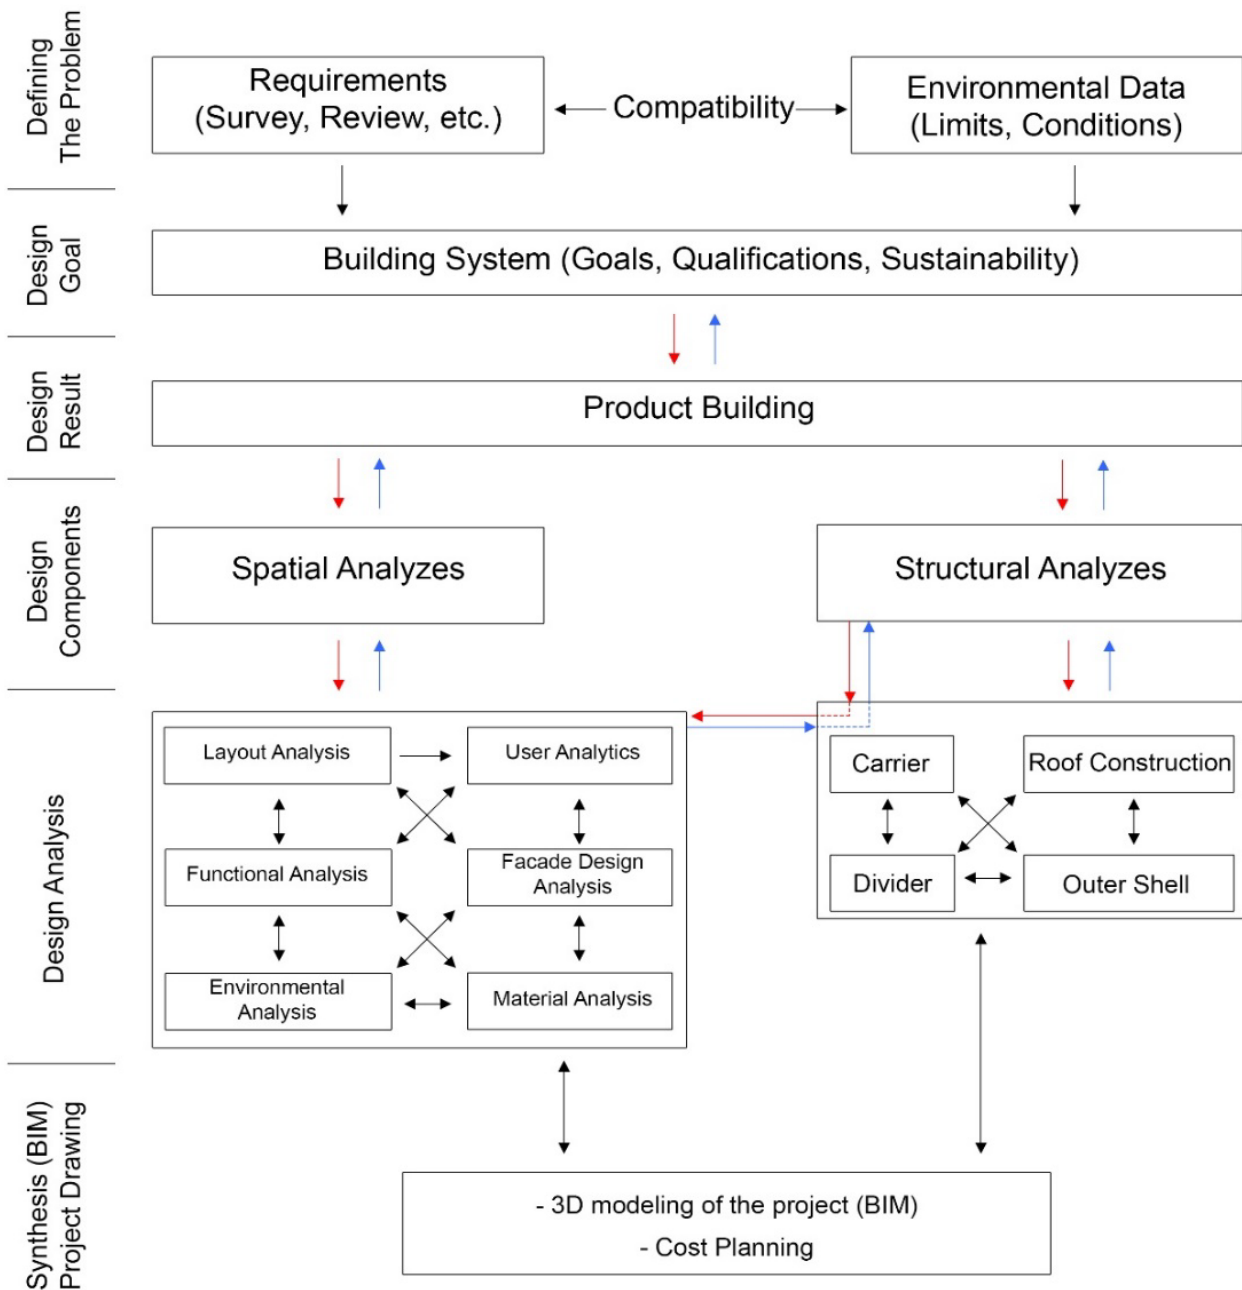 Defining
The Problem
Requirements
(Survey, Review, etc.)
Compatibility
Environmental Data
(Limits, Conditions)
Design
Goal
Building System (Goals, Qualifications, Sustainability)
Design
Result
Product Building
Design
Components
Spatial Analyzes
Structural Analyzes
Design Analysis
Layout Analysis
User Analytics
Functional Analysis
Facade Design
Analysis
Environmental
Analysis
Material Analysis
Carrier
Roof Construction
Divider
Outer Shell
Synthesis (BIM)
Project Drawing
- 3D modeling of the project (BIM)
- Cost Planning